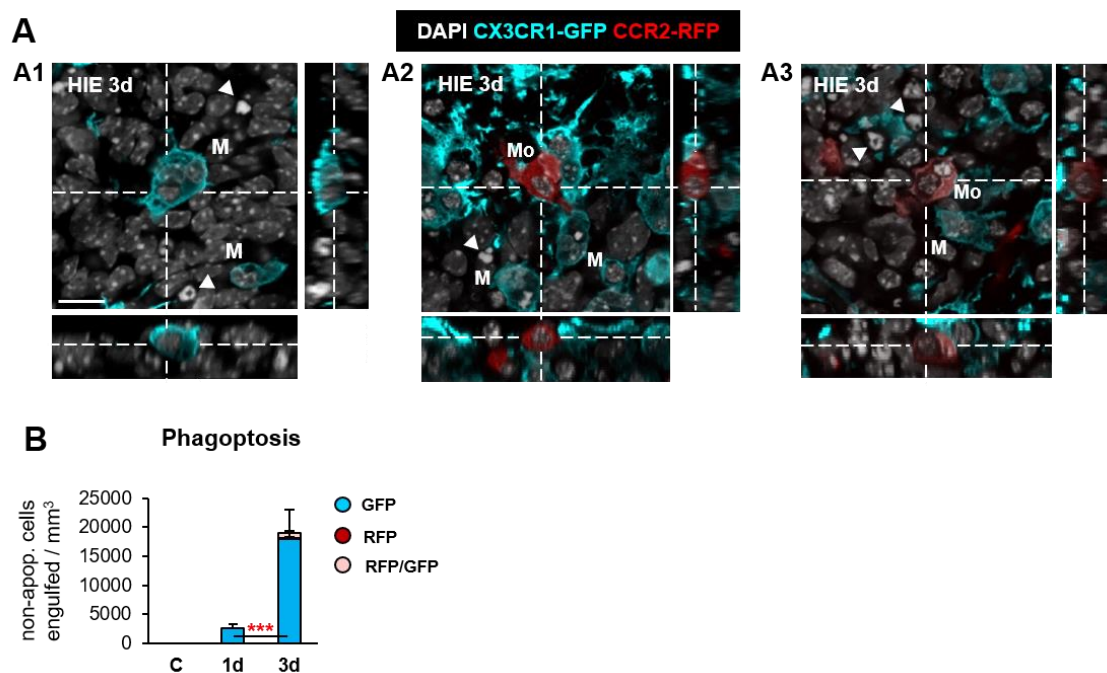 A
DAPI CX3CR1-GFP CCR2-RFP
A1
HIE 3d
M
M
A2
HIE 3d
Mo
M
M
A3
HIE 3d
Mo
M
B
Phagoptosis
non-apop. cells
engulfed / mm³
25000
20000
15000
10000
5000
0
***
C
1d
3d
GFP
RFP
RFP/GFP